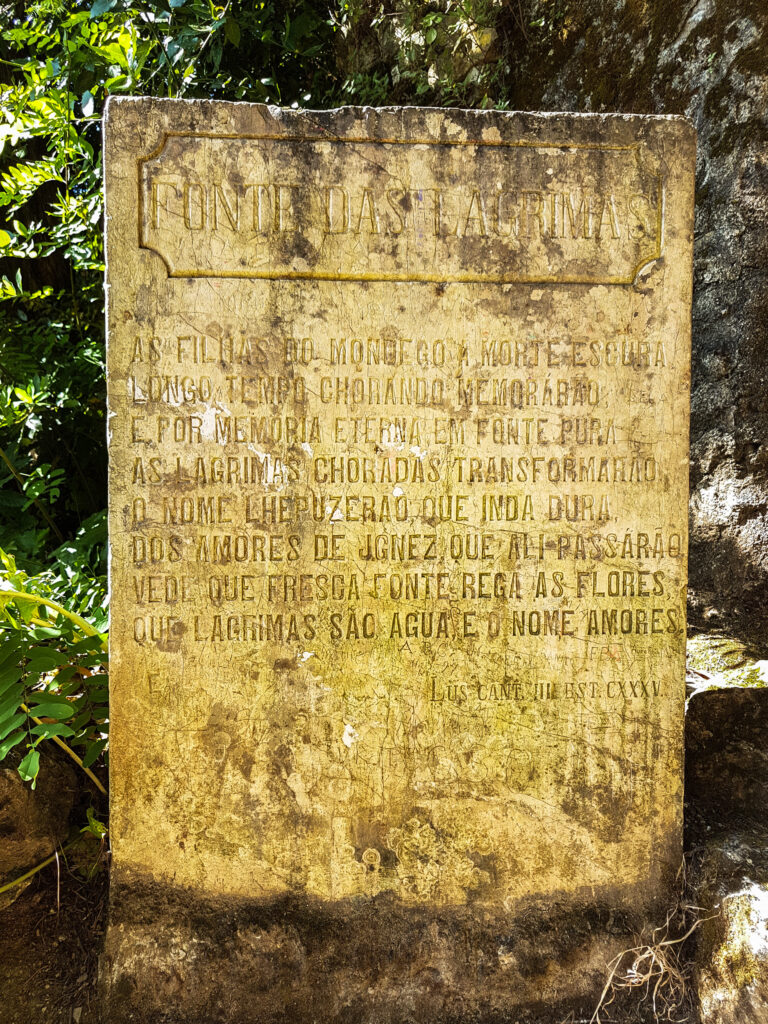 FONTE DAS LAGRIMAS
AS FILHAS DO MONDEGO A MORTE ESCURA
LONGO TEMPO CHORANDO MEMORÁRÃO,
E, POR MEMORIA ETERNA, EM FONTE PURA
AS LAGRIMAS CHORADAS TRANSFORMARÃO,
O NOME LHEPUZERÃO, QUE INDA DURA,
DOS AMÔRES DE JGNEZ, QUE ALI PASSÁRÃO,
VEDE QUE FRESCA FONTE REGA AS FLORES,
QUE LAGRIMAS SÃO AGUA, E O NOME AMORES.
LUS. CANT. III. EST. CXXXV.